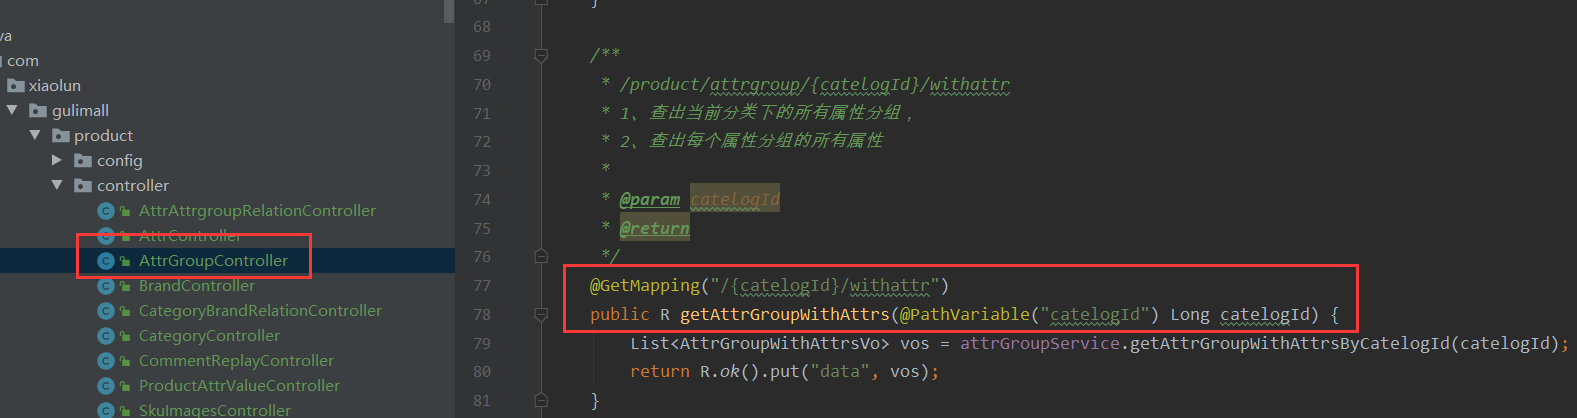 va
com
xiaolun
gulimall
product
config
controller
AttrAttrgroupRelationController
AttrController
AttrGroupController
BrandController
CategoryBrandRelationController
CategoryController
CommentReplayController
ProductAttrValueController
SkuImagesController
67 }
68
69 /**
70 * /product/attrgroup/{catelogId}/withattr
71 * 1、查出当前分类下的所有属性分组，
72 * 2、查出每个属性分组的所有属性
73 *
74 * @param catelogId
75 * @return
76 */
77 @GetMapping("/{catelogId}/withattr")
78 public R getAttrGroupWithAttrs(@PathVariable("catelogId") Long catelogId) {
79 List<AttrGroupWithAttrsVo> vos = attrGroupService.getAttrGroupWithAttrsByCatelogId(catelogId);
80 return R.ok().put("data", vos);
81 }